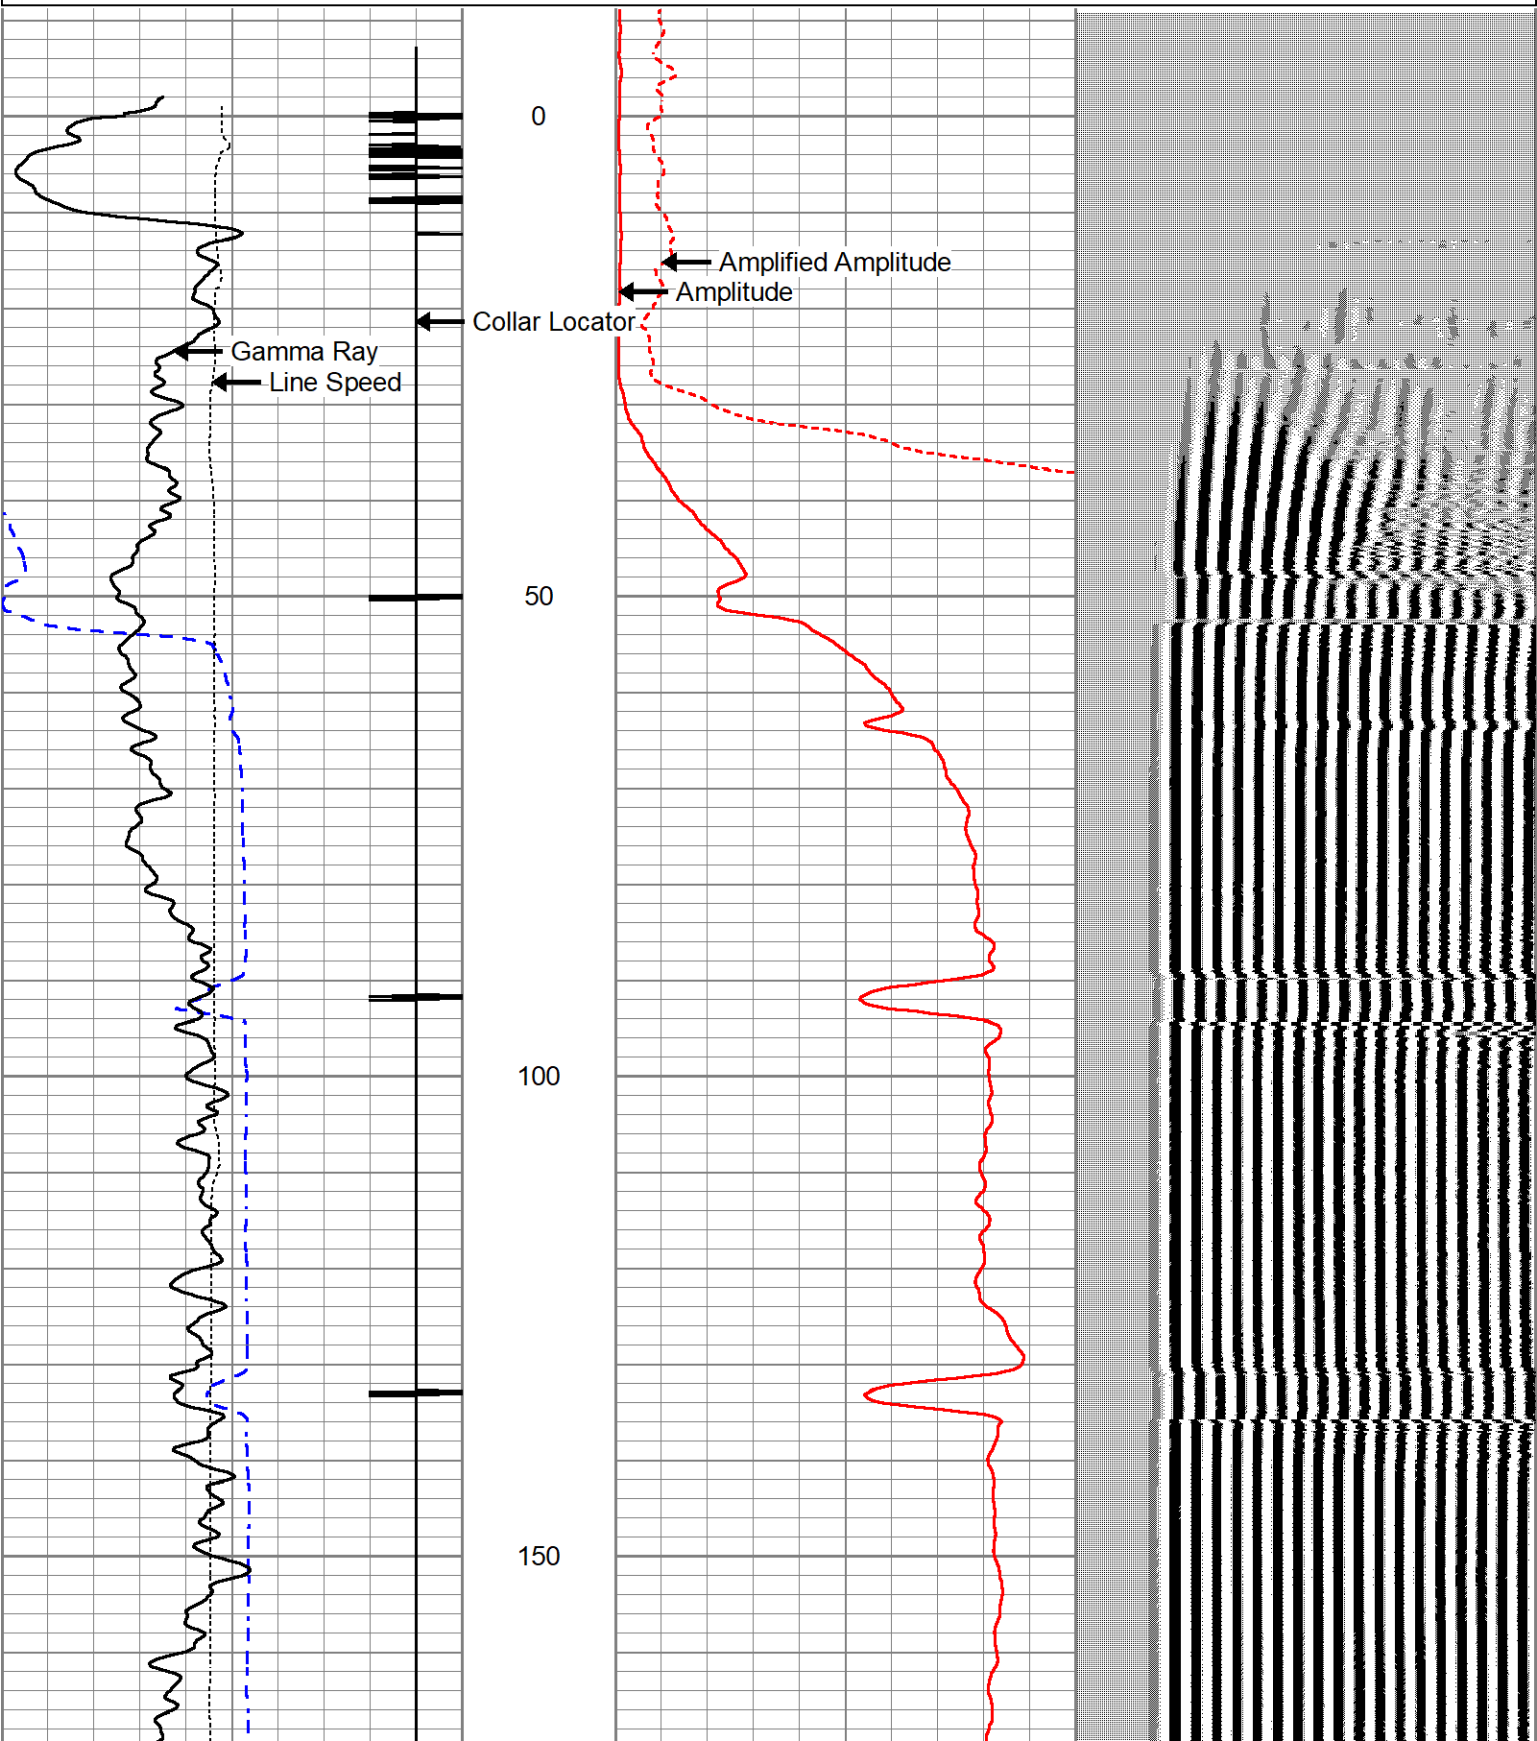 0
Amplified Amplitude
Amplitude
Collar Locator
Gamma Ray
Line Speed
50
100
150